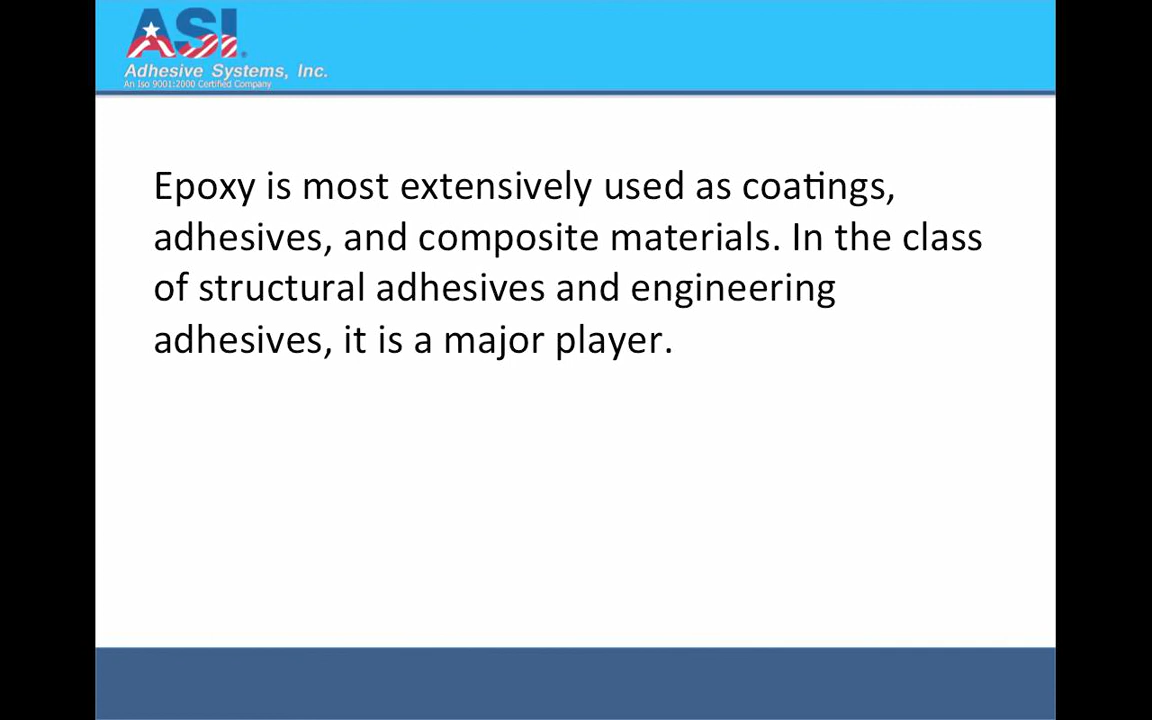 ASI
Adhesive Systems, Inc.
An Iso 9001:2000 Certified Company
Epoxy is most extensively used as coatings,
adhesives, and composite materials. In the class
of structural adhesives and engineering
adhesives, it is a major player.